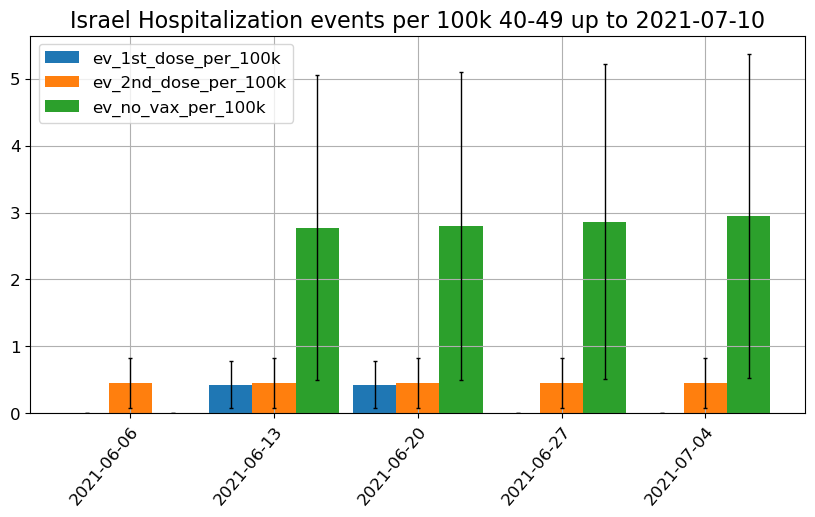 Israel Hospitalization events per 100k 40-49 up to 2021-07-10
ev_1st_dose_per_100k
ev_2nd_dose_per_100k
ev_no_vax_per_100k
5
4
3
2
1
0
2021-06-06
2021-06-13
2021-06-20
2021-06-27
2021-07-04